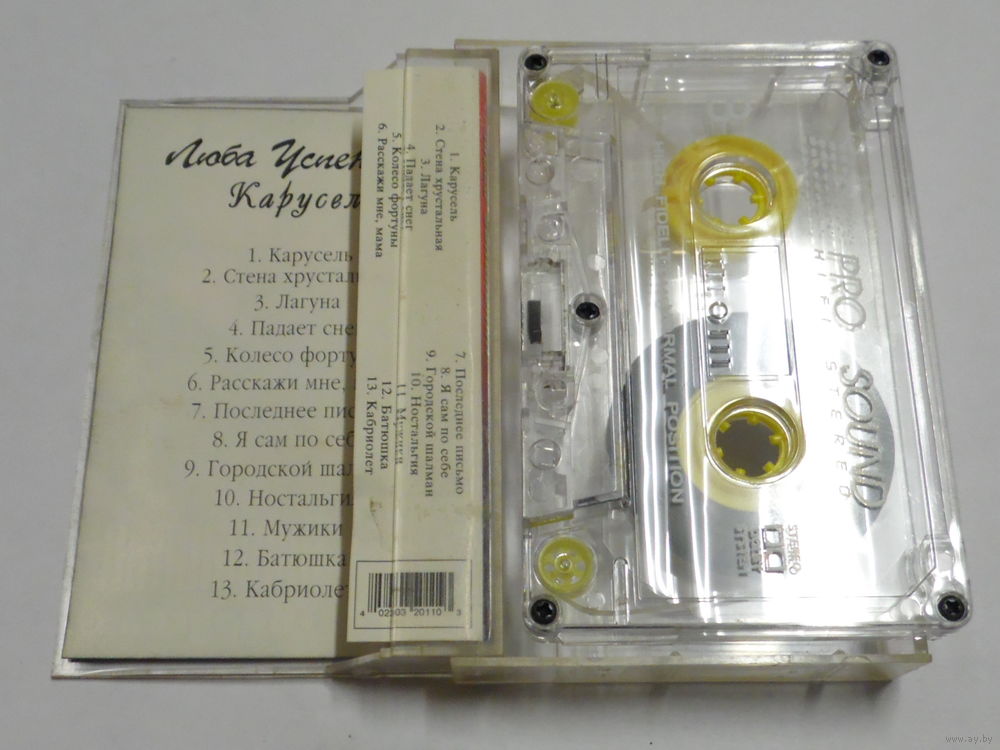 Люба Успен
Карусел
1. Карусель
2. Стена хрусталь
3. Лагуна
4. Падает сне
5. Колесо форту
6. Расскажи мне,
7. Последнее пис
8. Я сам по себ
9. Городской шал
10. Ностальги
11. Мужики
12. Батюшка
13. Кабриолет
1. Карусель
2. Стена хрустальная
3. Лагуна
4. Падает снег
5. Колесо фортуны
6. Расскажи мне, мама
7. Последнее письмо
8. Я сам по себе
9. Городской шалман
10. Ностальгия
11. Мужики
12. Батюшка
13. Кабриолет
4 02303 20110 3
B
PRO SOUND
HIFI STEREO
FIDELI
RMAL POSITION
www.ay.by